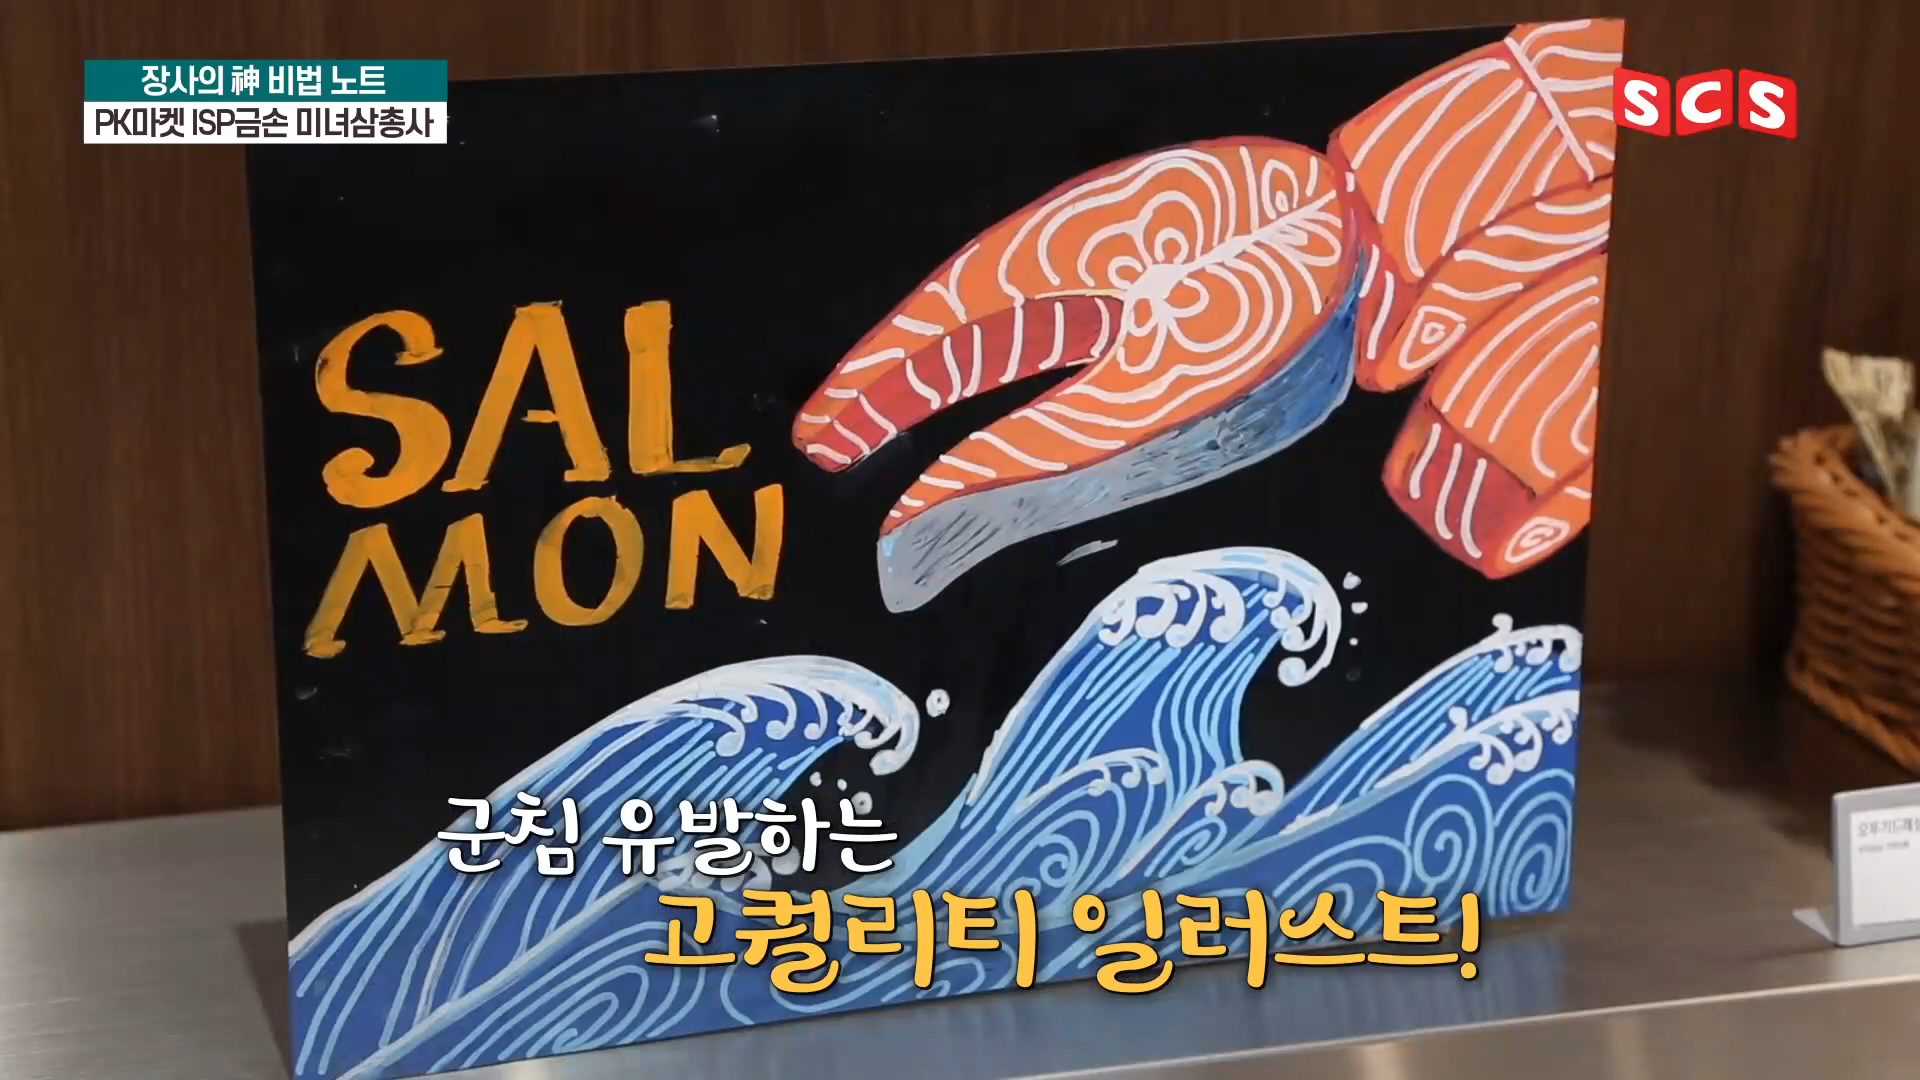 장사의 神 비법 노트
PK마켓 ISP금손 미녀삼총사
SCS
SAL
MON
군침 유발하는
고퀄리티 일러스트!